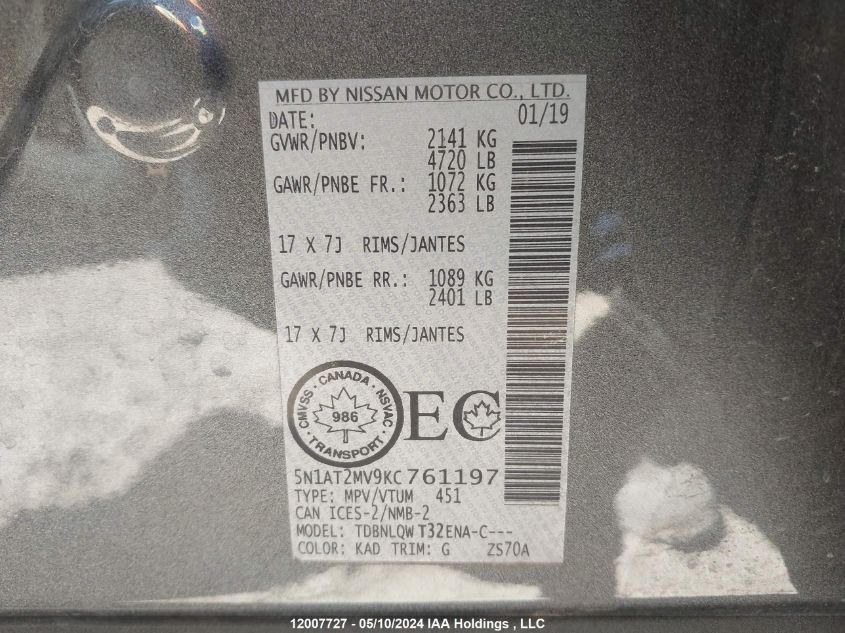 MFD BY NISSAN MOTOR CO., LTD.
DATE: 01/19
GVWR/PNBV: 2141 KG
4720 LB
GAWR/PNBE FR.: 1072 KG
2363 LB
17 X 7J RIMS/JANTES
GAWR/PNBE RR.: 1089 KG
2401 LB
17 X 7J RIMS/JANTES
CMVSS · CANADA · NSVAC · TRANSPORT ·
986
EC
5N1AT2MV9KC761197
TYPE: MPV/VTUM 451
CAN ICES-2/NMB-2
MODEL: TDBNLQW T32ENA-C---
COLOR: KAD TRIM: G ZS70A
12007727 - 05/10/2024 IAA Holdings , LLC